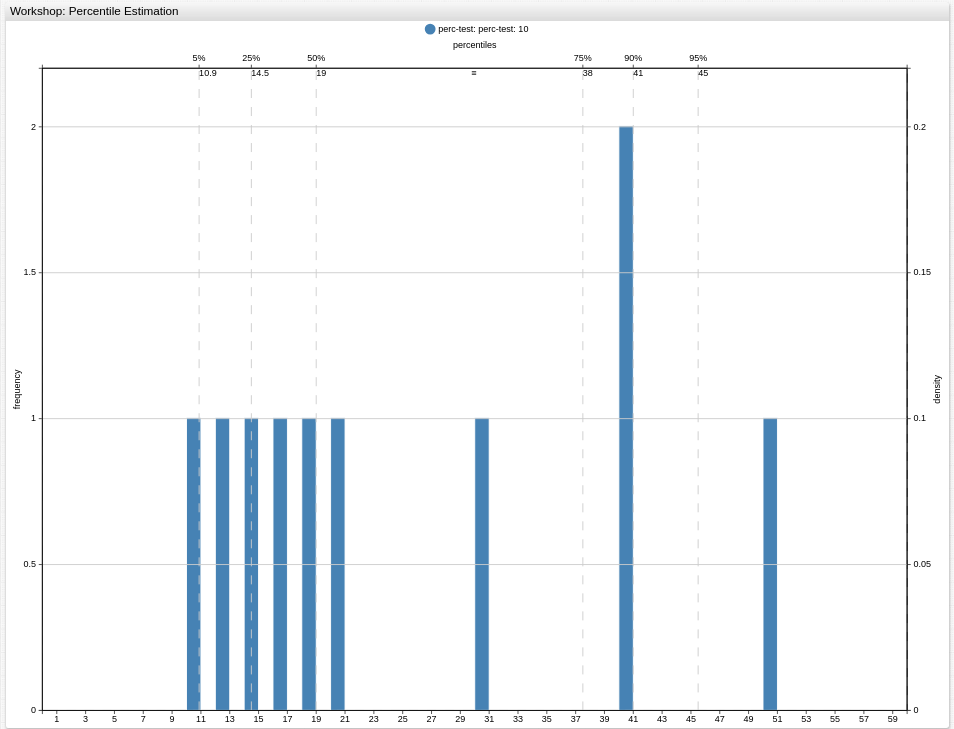 Workshop: Percentile Estimation
perc-test: perc-test: 10
percentiles
5% 25% 50% 75% 90% 95%
10.9 14.5 19 = 38 41 45
2 0.2
1.5 0.15
frequency density
1 0.1
0.5 0.05
0 0
1 3 5 7 9 11 13 15 17 19 21 23 25 27 29 31 33 35 37 39 41 43 45 47 49 51 53 55 57 59